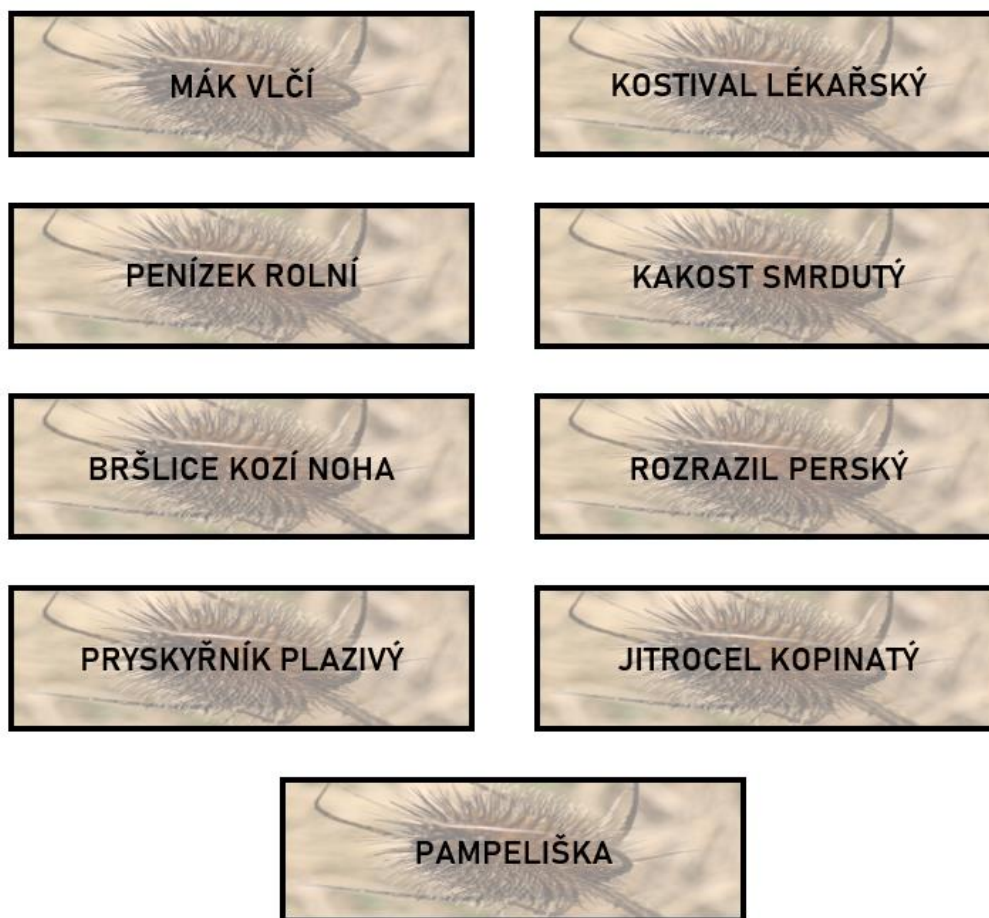 MÁK VLČÍ
KOSTIVAL LÉKAŘSKÝ
PENÍZEK ROLNÍ
KAKOST SMRDUTÝ
BRŠLICE KOZÍ NOHA
ROZRAZIL PERSKÝ
PRYSKYŘNÍK PLAZIVÝ
JITROCEL KOPINATÝ
PAMPELIŠKA